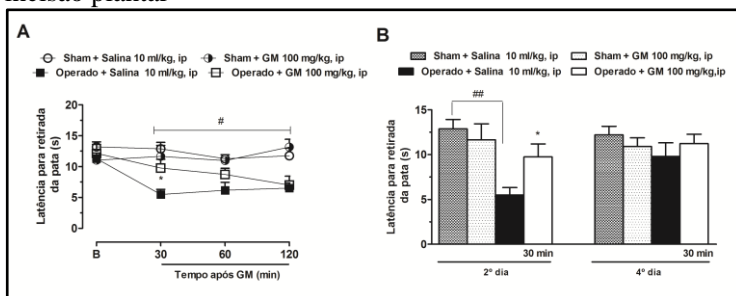 incisão plantar
A
Sham + Salina 10 ml/kg, ip
Sham + GM 100 mg/kg, ip
Operado + Salina 10 ml/kg, ip
Operado + GM 100 mg/kg, ip
Latência para retirada
da pata (s)
20
15
10
5
0
#
*
B
30
60
120
Tempo após GM (min)
B
Sham + Salina 10 ml/kg, ip
Sham + GM 100 mg/kg, ip
Operado + Salina 10 ml/kg, ip
Operado + GM 100 mg/kg,ip
Latência para retirada
da pata (s)
15
10
5
0
##
*
30 min
30 min
2º dia
4º dia